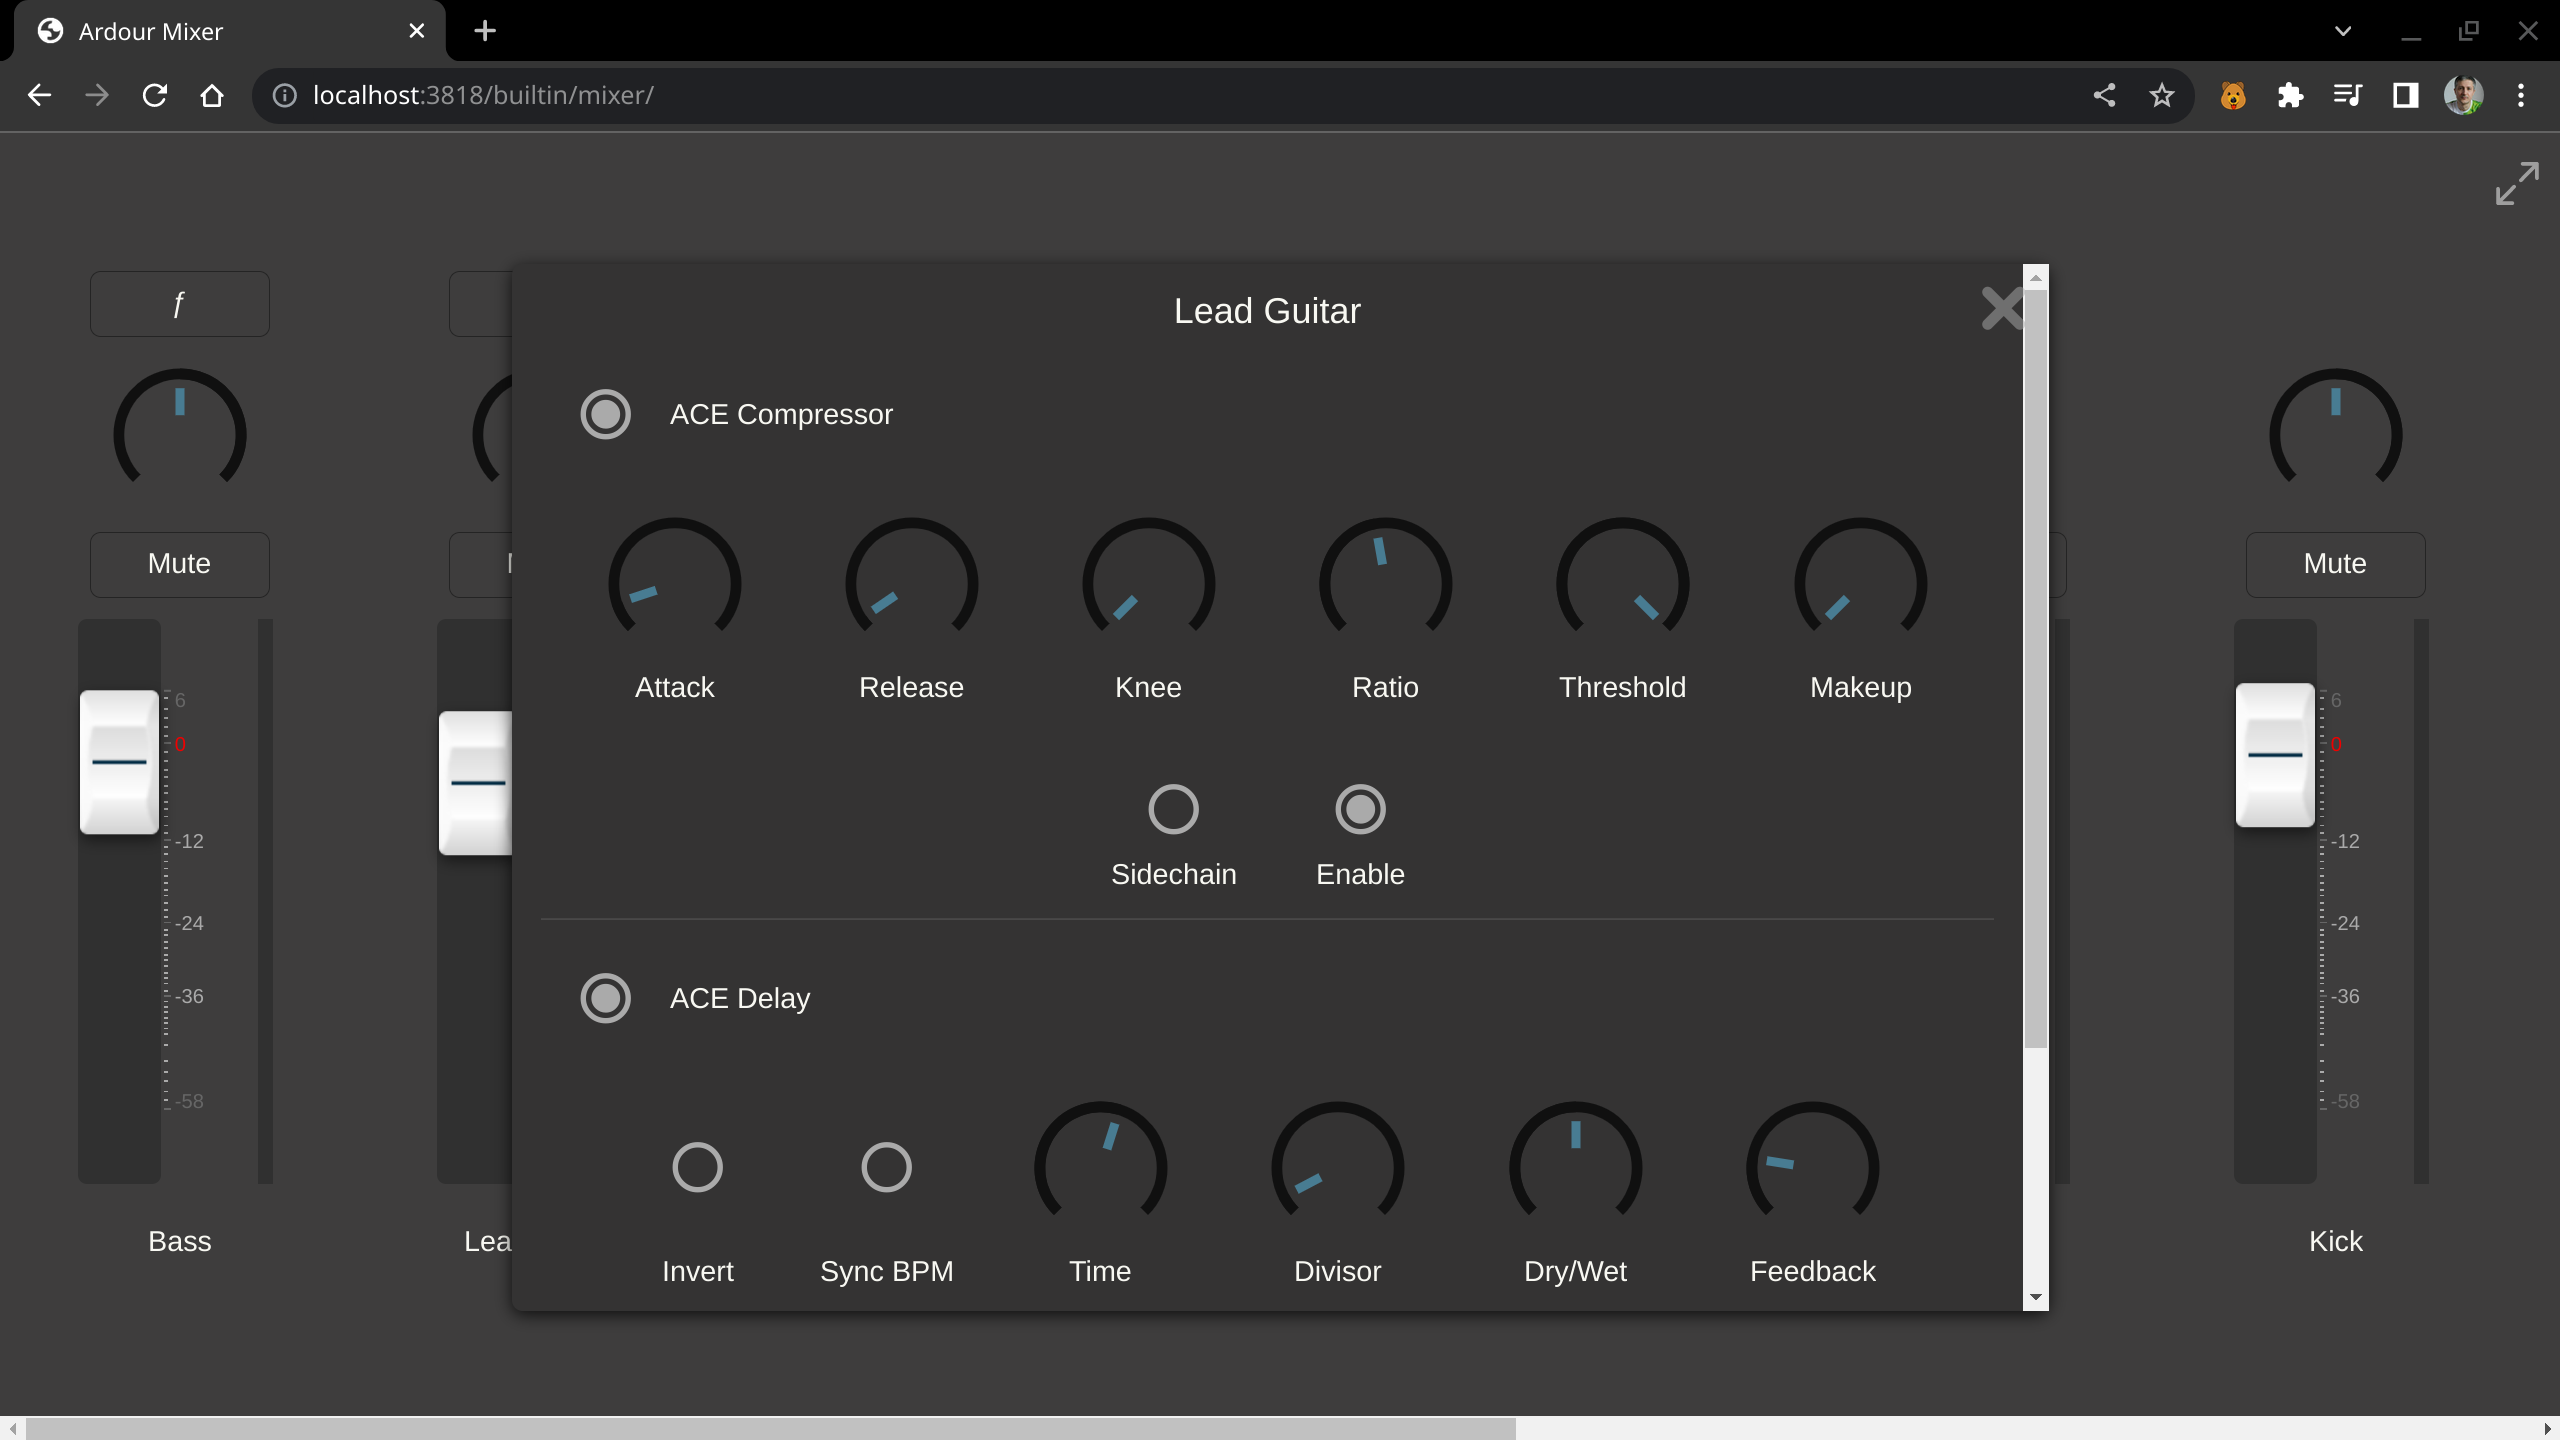 Ardour Mixer
localhost:3818/builtin/mixer/
Lead Guitar
ƒ
ACE Compressor
Mute
Mute
Attack
Release
Knee
Ratio
Threshold
Makeup
6
0
-12
-24
-36
-58
6
0
-12
-24
-36
-58
Sidechain
Enable
ACE Delay
Invert
Sync BPM
Time
Divisor
Dry/Wet
Feedback
Bass
Lea
Kick